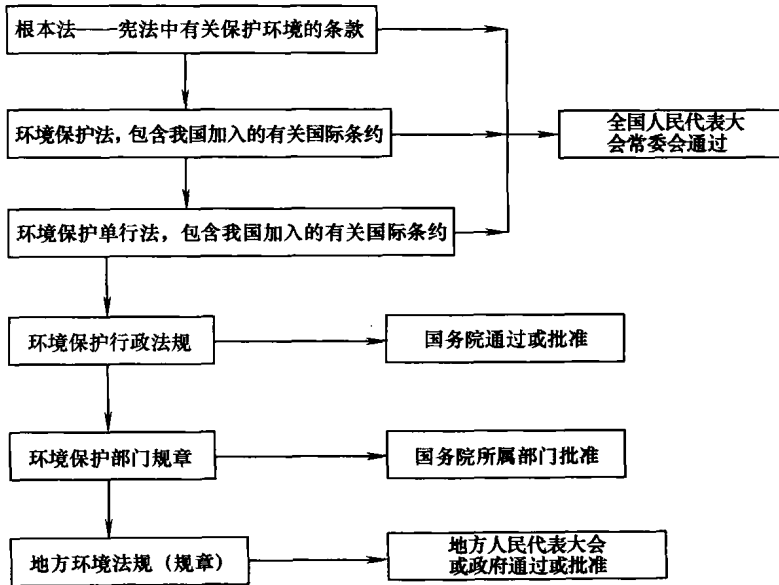 根本法——宪法中有关保护环境的条款
环境保护法，包含我国加入的有关国际条约
全国人民代表大
会常委会通过
环境保护单行法，包含我国加入的有关国际条约
环境保护行政法规
国务院通过或批准
环境保护部门规章
国务院所属部门批准
地方环境法规（规章）
地方人民代表大会
或政府通过或批准